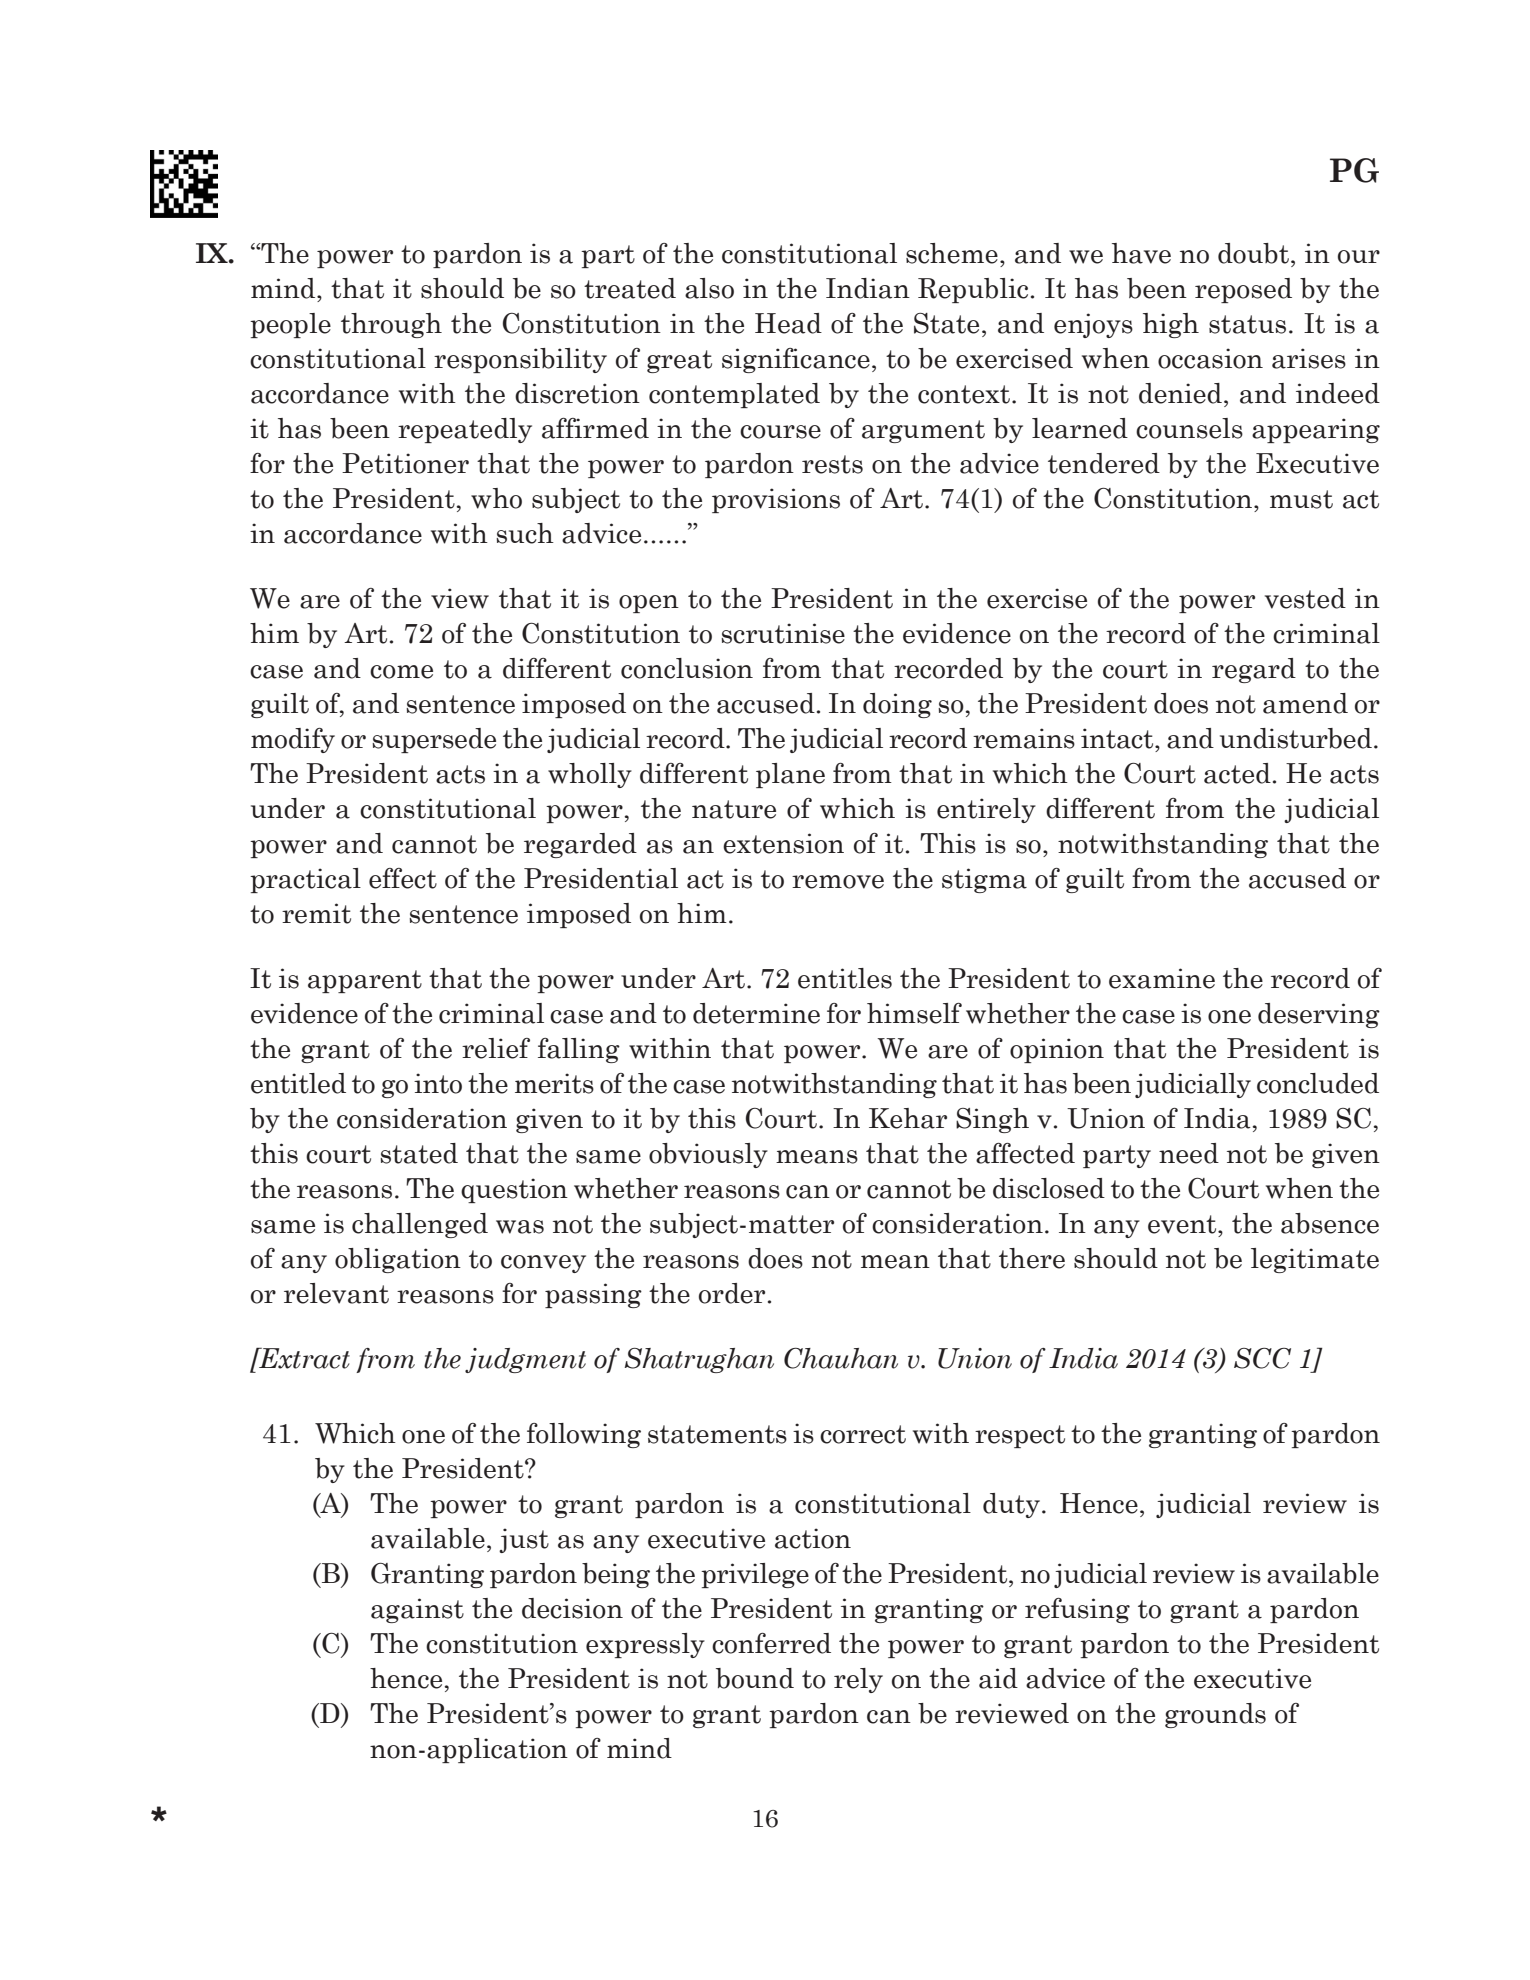 PG
IX. “The power to pardon is a part of the constitutional scheme, and we have no doubt, in our
mind, that it should be so treated also in the Indian Republic. It has been reposed by the
people through the Constitution in the Head of the State, and enjoys high status. It is a
constitutional responsibility of great significance, to be exercised when occasion arises in
accordance with the discretion contemplated by the context. It is not denied, and indeed
it has been repeatedly affirmed in the course of argument by learned counsels appearing
for the Petitioner that the power to pardon rests on the advice tendered by the Executive
to the President, who subject to the provisions of Art. 74(1) of the Constitution, must act
in accordance with such advice......”
We are of the view that it is open to the President in the exercise of the power vested in
him by Art. 72 of the Constitution to scrutinise the evidence on the record of the criminal
case and come to a different conclusion from that recorded by the court in regard to the
guilt of, and sentence imposed on the accused. In doing so, the President does not amend or
modify or supersede the judicial record. The judicial record remains intact, and undisturbed.
The President acts in a wholly different plane from that in which the Court acted. He acts
under a constitutional power, the nature of which is entirely different from the judicial
power and cannot be regarded as an extension of it. This is so, notwithstanding that the
practical effect of the Presidential act is to remove the stigma of guilt from the accused or
to remit the sentence imposed on him.
It is apparent that the power under Art. 72 entitles the President to examine the record of
evidence of the criminal case and to determine for himself whether the case is one deserving
the grant of the relief falling within that power. We are of opinion that the President is
entitled to go into the merits of the case notwithstanding that it has been judicially concluded
by the consideration given to it by this Court. In Kehar Singh v. Union of India, 1989 SC,
this court stated that the same obviously means that the affected party need not be given
the reasons. The question whether reasons can or cannot be disclosed to the Court when the
same is challenged was not the subject-matter of consideration. In any event, the absence
of any obligation to convey the reasons does not mean that there should not be legitimate
or relevant reasons for passing the order.
[Extract from the judgment of Shatrughan Chauhan v. Union of India 2014 (3) SCC 1]
41. Which one of the following statements is correct with respect to the granting of pardon
by the President?
(A) The power to grant pardon is a constitutional duty. Hence, judicial review is
available, just as any executive action
(B) Granting pardon being the privilege of the President, no judicial review is available
against the decision of the President in granting or refusing to grant a pardon
(C) The constitution expressly conferred the power to grant pardon to the President
hence, the President is not bound to rely on the aid advice of the executive
(D) The President’s power to grant pardon can be reviewed on the grounds of
non-application of mind
* 16